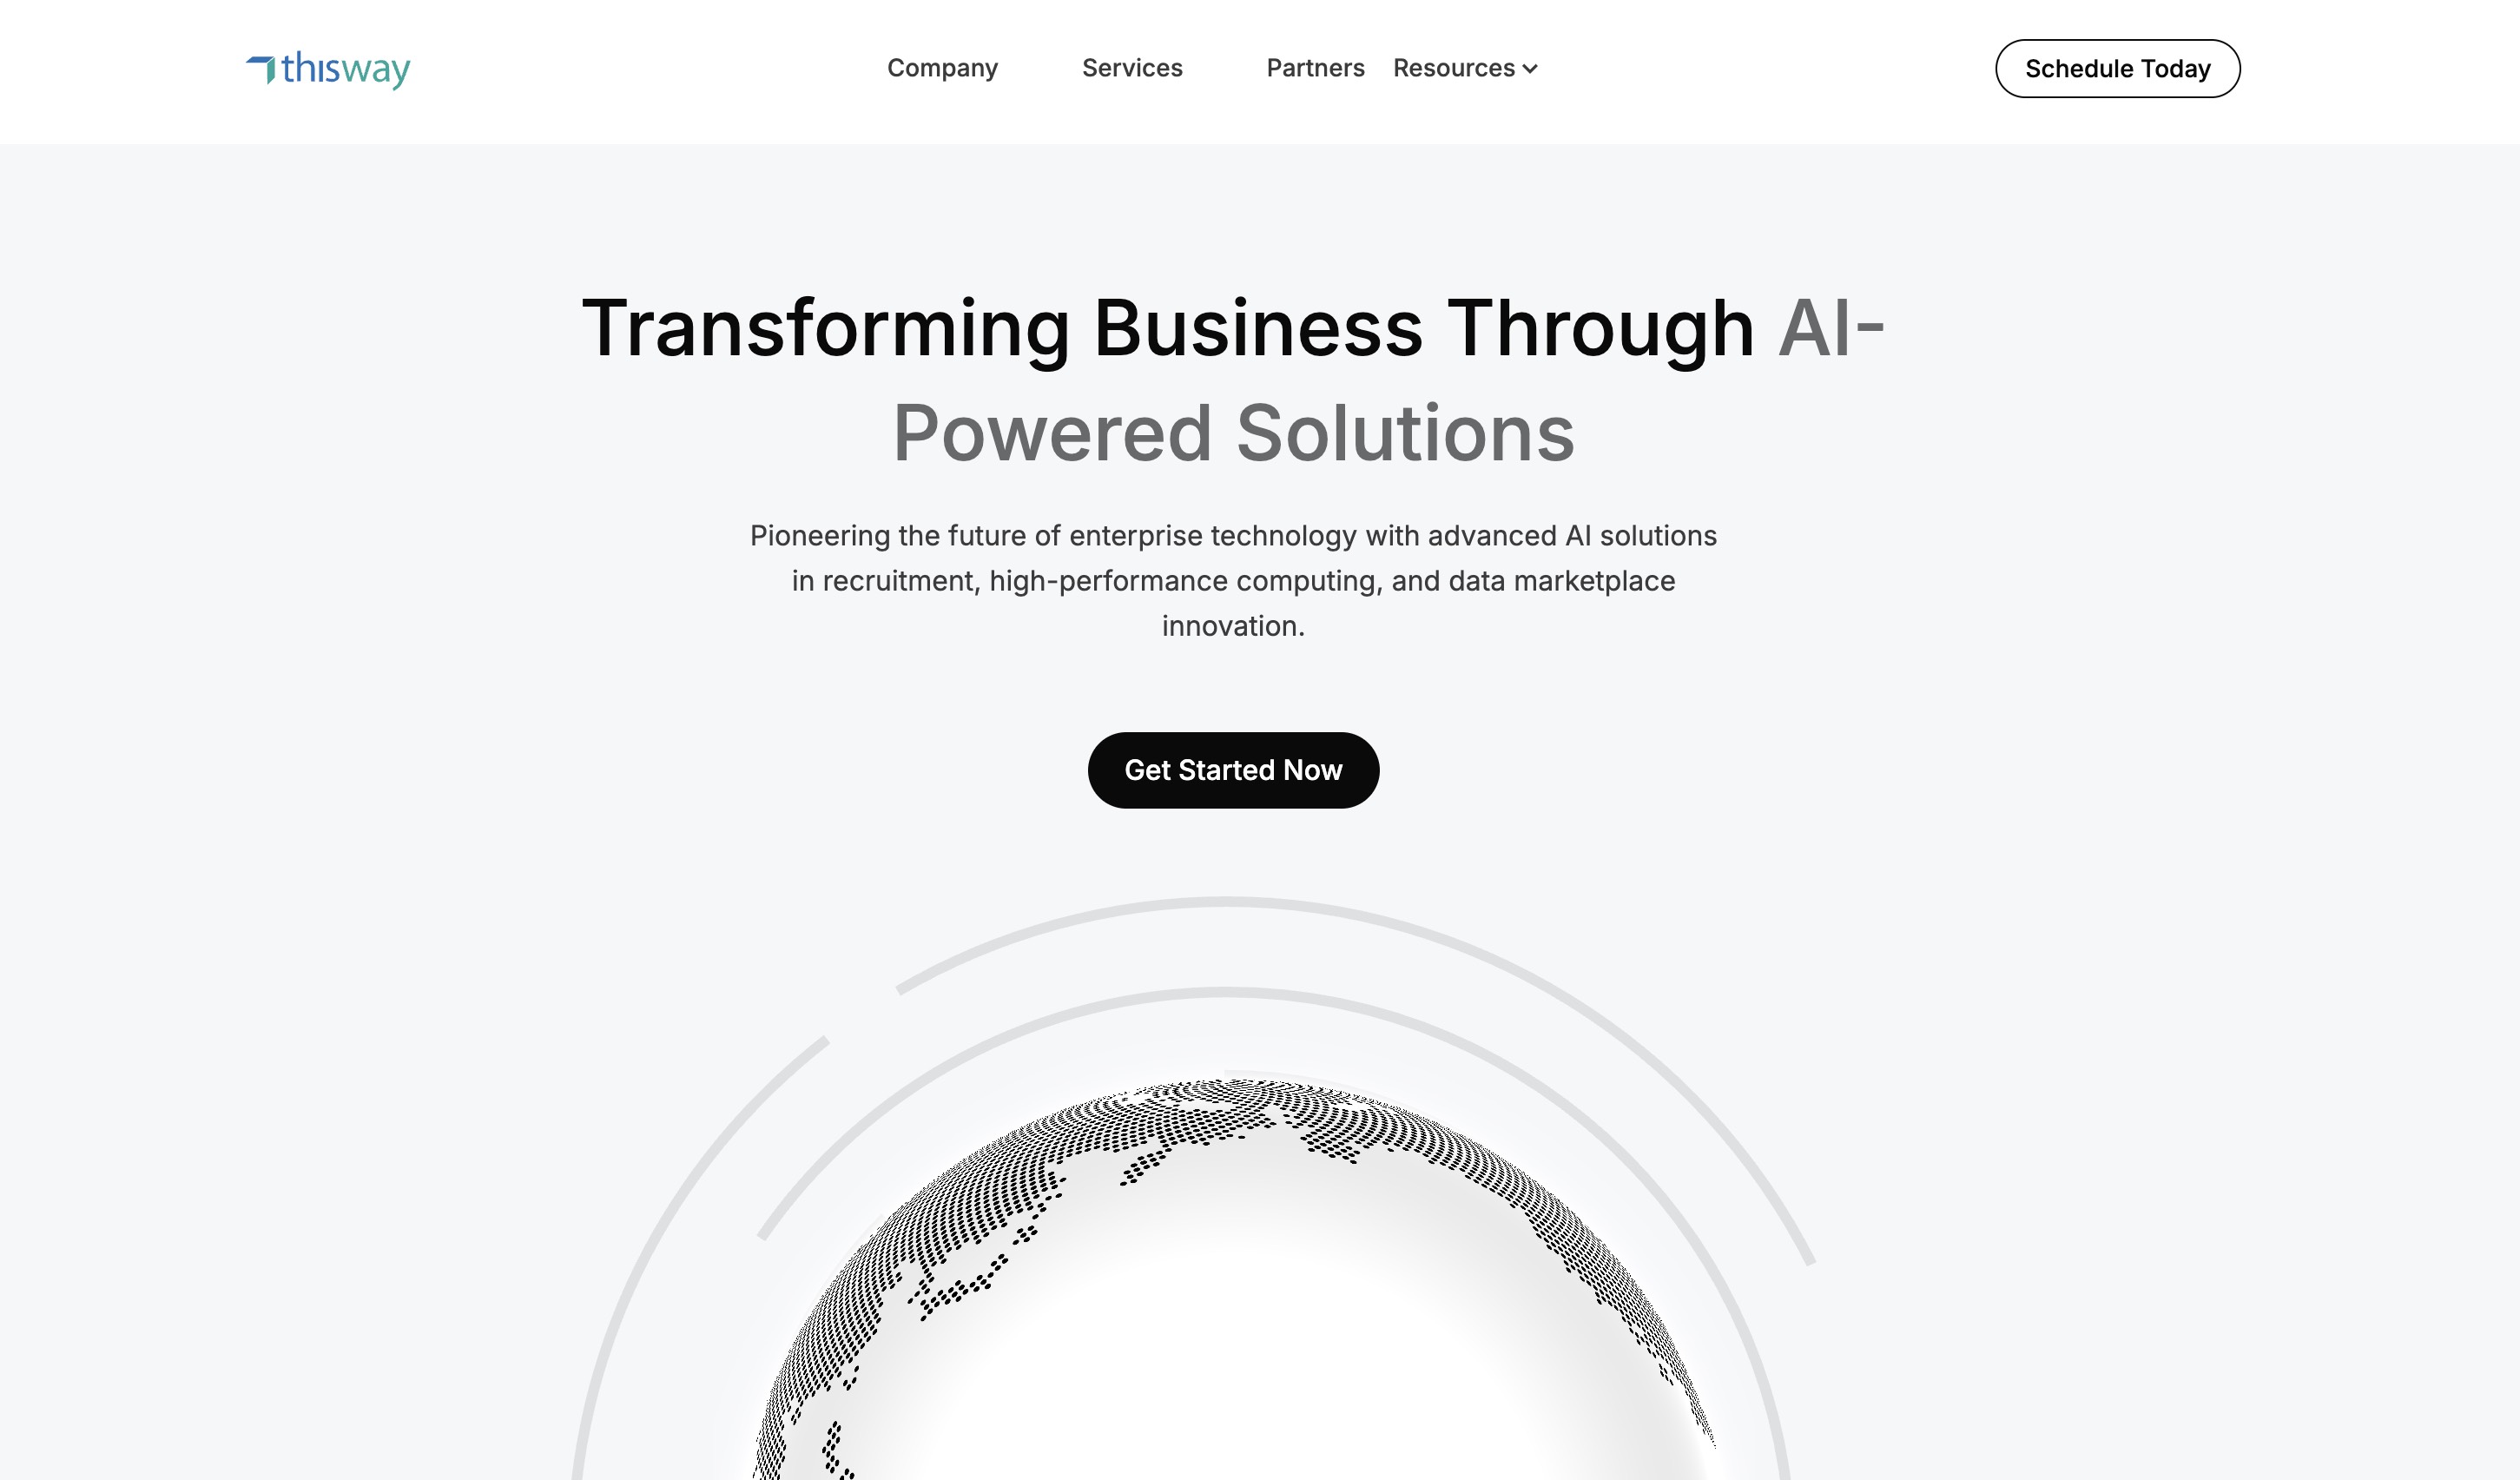 thisway
Company Services Partners Resources
Schedule Today
Transforming Business Through AI-
Powered Solutions
Pioneering the future of enterprise technology with advanced AI solutions
in recruitment, high-performance computing, and data marketplace
innovation.
Get Started Now